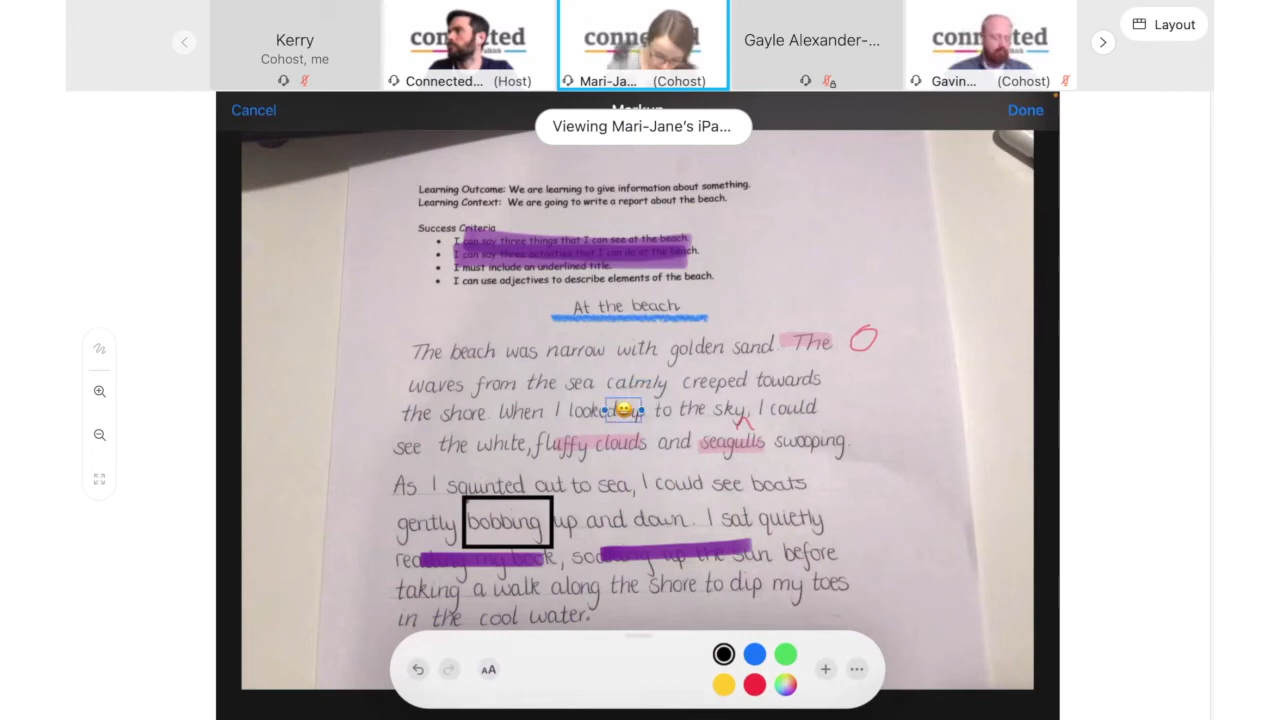 Kerry
Cohost, me
connected
Connected... (Host)
connected
Mari-Ja... (Cohost)
Gayle Alexander-...
connected
Gavin... (Cohost)
Layout
Cancel
Markup
Done
Viewing Mari-Jane's iPa...
Learning Outcome: We are learning to give information about something.
Learning Context: We are going to write a report about the beach.
Success Criteria
I can say three things that I can see at the beach.
I can say three activities that I can do at the beach.
I must include an underlined title.
I can use adjectives to describe elements of the beach.
At the beach
The beach was narrow with golden sand. The
waves from the sea calmly creeped towards
the shore. When I looked up to the sky, I could
see the white, fluffy clouds and seagulls swooping.
As I squinted out to sea, I could see boats
gently bobbing up and down. I sat quietly
reading my book, soaking up the sun before
taking a walk along the shore to dip my toes
in the cool water.
AA